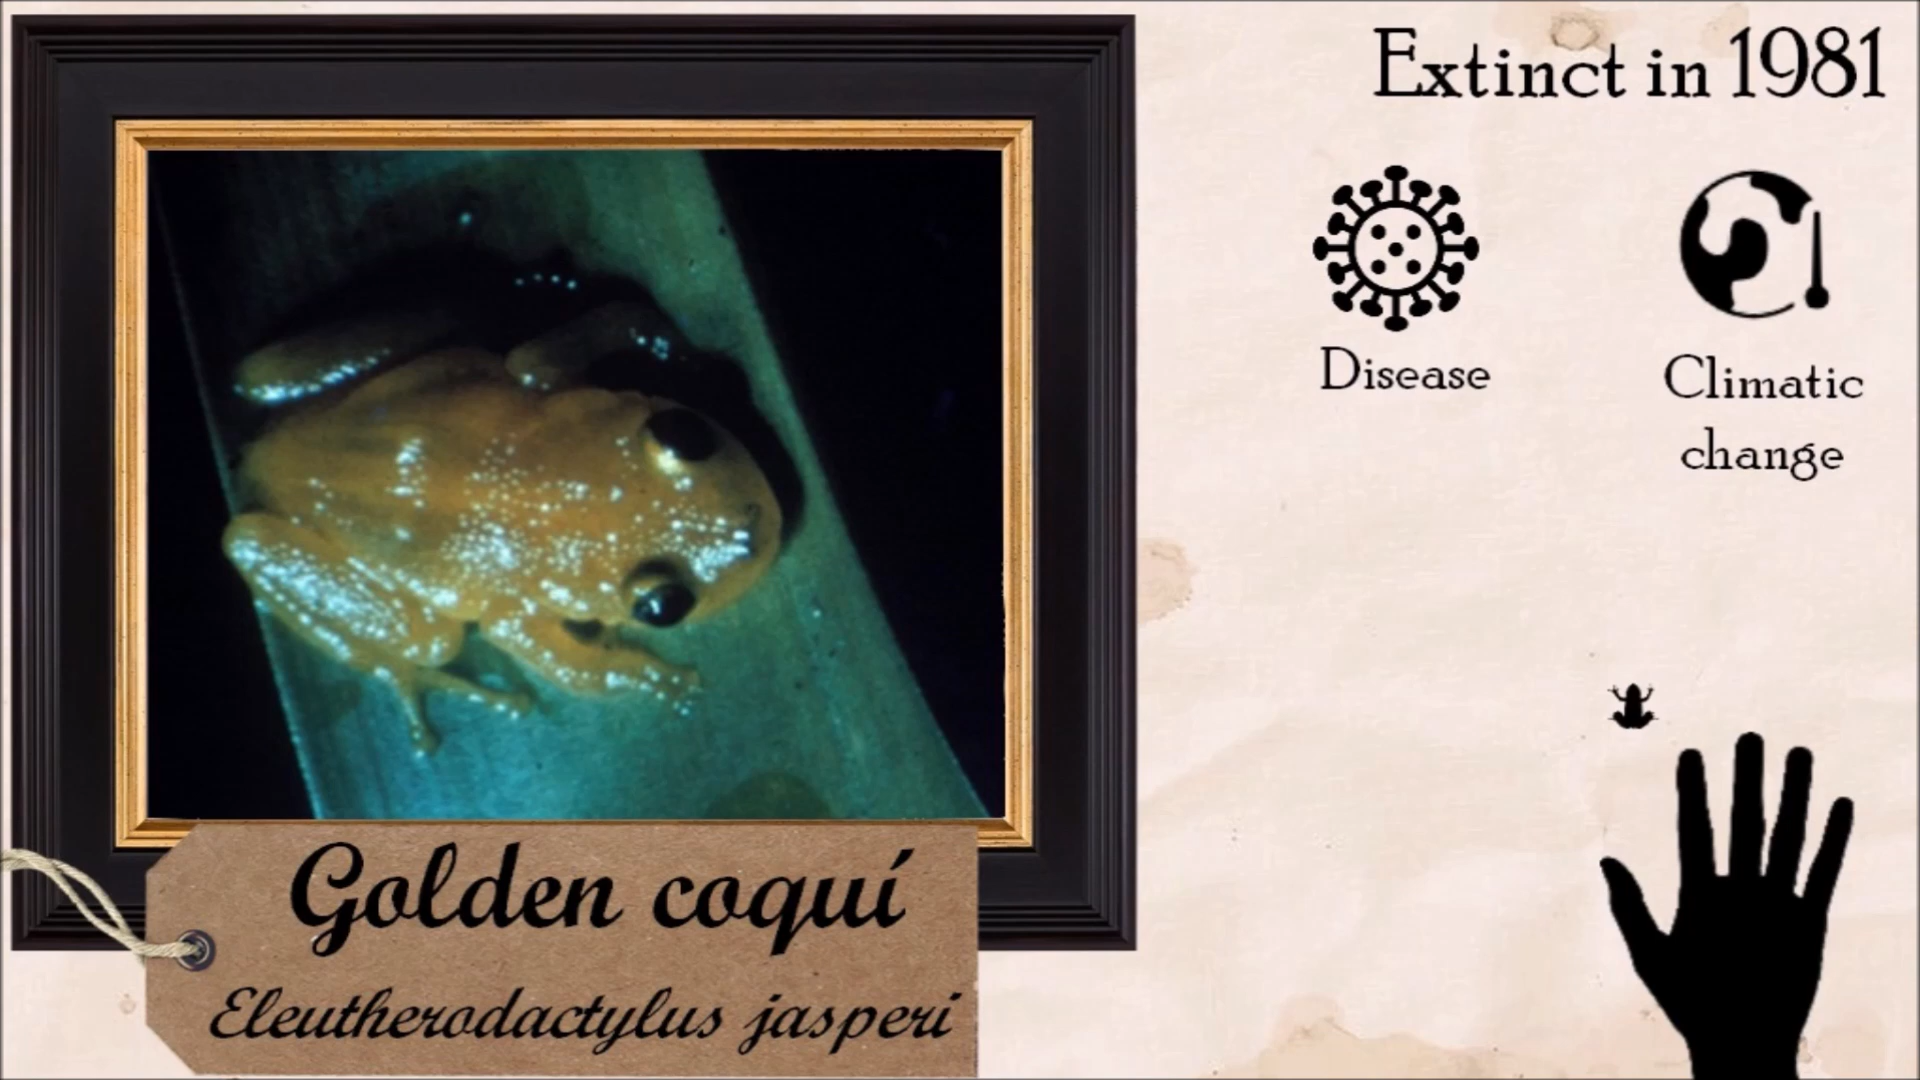 Extinct in 1981
Disease
Climatic
change
Golden coquí
Eleutherodactylus jasperi